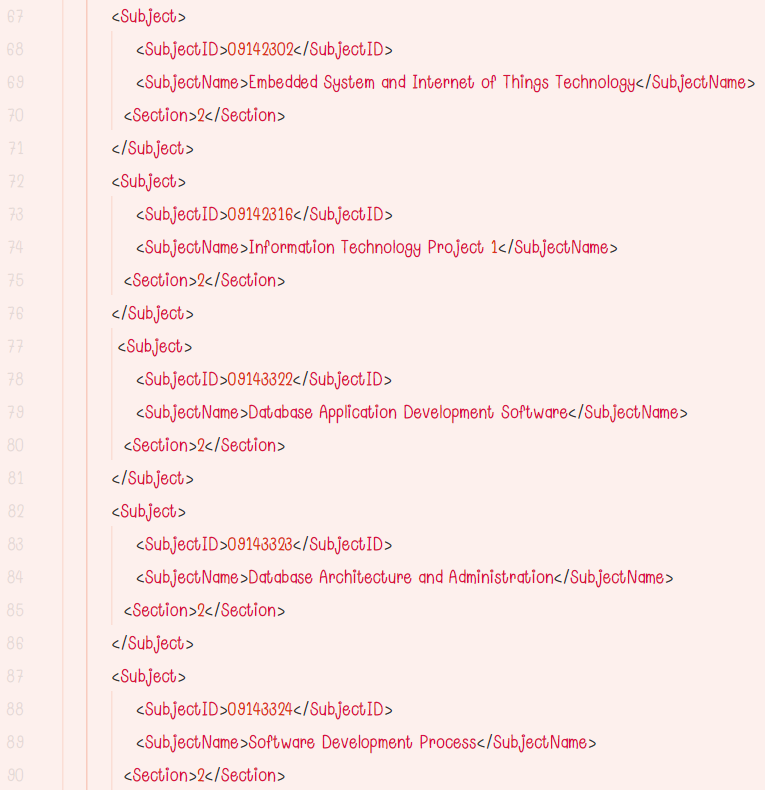 67 <Subject>
68 <SubjectID>09142302</SubjectID>
69 <SubjectName>Embedded System and Internet of Things Technology</SubjectName>
70 <Section>2</Section>
71 </Subject>
72 <Subject>
73 <SubjectID>09142316</SubjectID>
74 <SubjectName>Information Technology Project 1</SubjectName>
75 <Section>2</Section>
76 </Subject>
77 <Subject>
78 <SubjectID>09143322</SubjectID>
79 <SubjectName>Database Application Development Software</SubjectName>
80 <Section>2</Section>
81 </Subject>
82 <Subject>
83 <SubjectID>09143323</SubjectID>
84 <SubjectName>Database Architecture and Administration</SubjectName>
85 <Section>2</Section>
86 </Subject>
87 <Subject>
88 <SubjectID>09143324</SubjectID>
89 <SubjectName>Software Development Process</SubjectName>
90 <Section>2</Section>